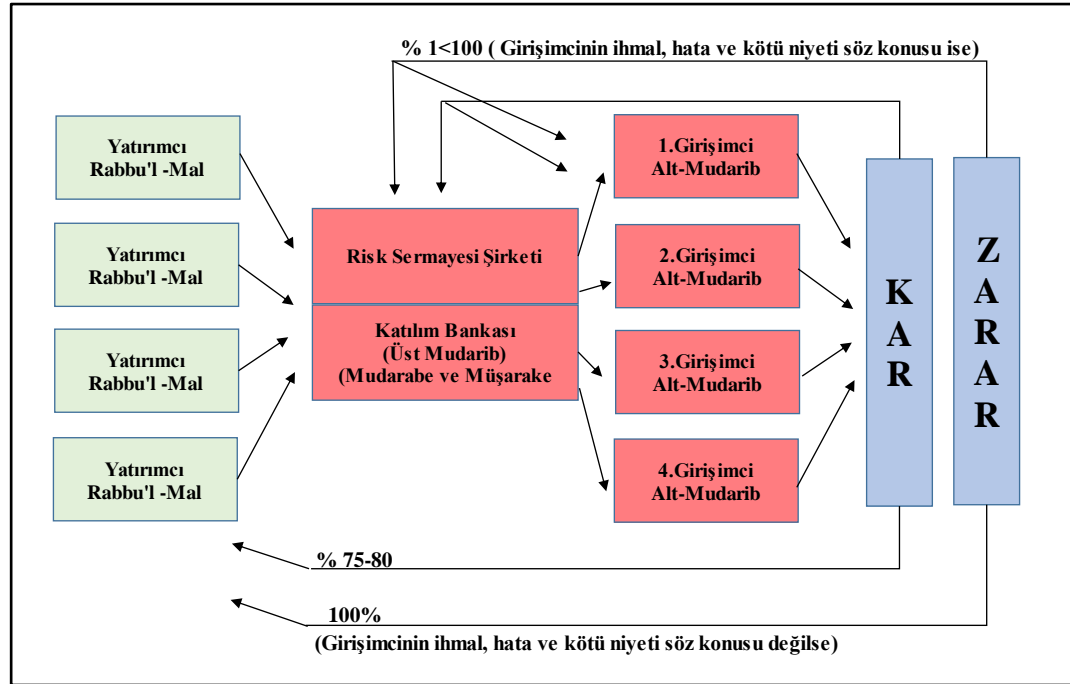 % 1<100 ( Girişimcinin ihmal, hata ve kötü niyeti söz konusu ise)
Yatırımcı
Rabbu'l -Mal
Yatırımcı
Rabbu'l -Mal
Yatırımcı
Rabbu'l -Mal
Yatırımcı
Rabbu'l -Mal
Risk Sermayesi Şirketi
Katılım Bankası
(Üst Mudarib)
(Mudarabe ve Müşarake
1.Girişimci
Alt-Mudarib
2.Girişimci
Alt-Mudarib
3.Girişimci
Alt-Mudarib
4.Girişimci
Alt-Mudarib
K
A
R
Z
A
R
A
R
% 75-80
100%
(Girişimcinin ihmal, hata ve kötü niyeti söz konusu değilse)